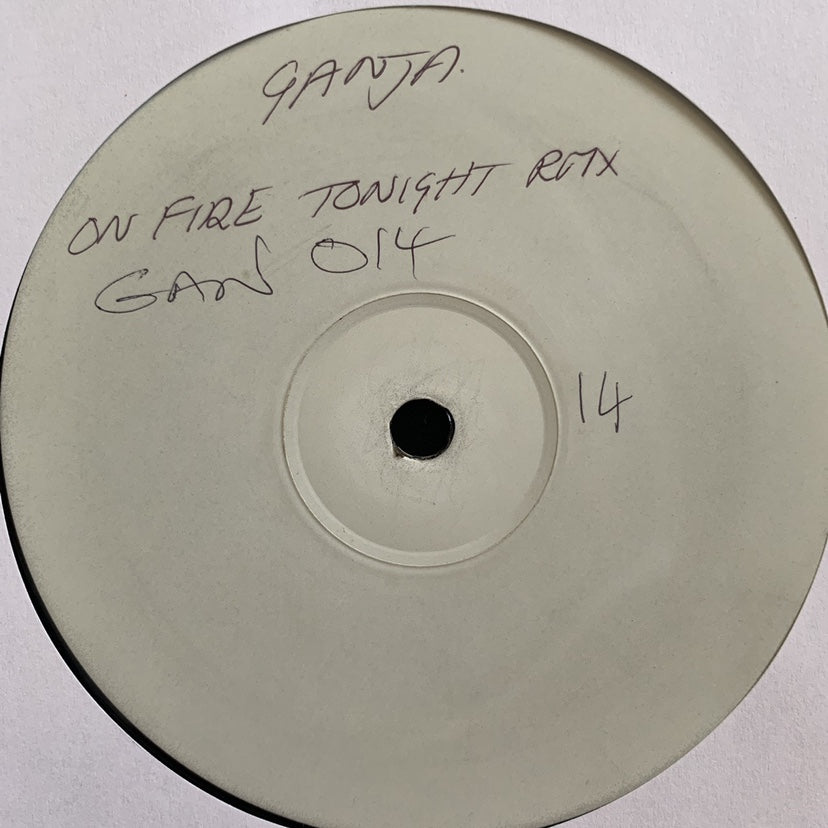 GANJA.
ON FIRE TONIGHT RMX
GAN 014
14